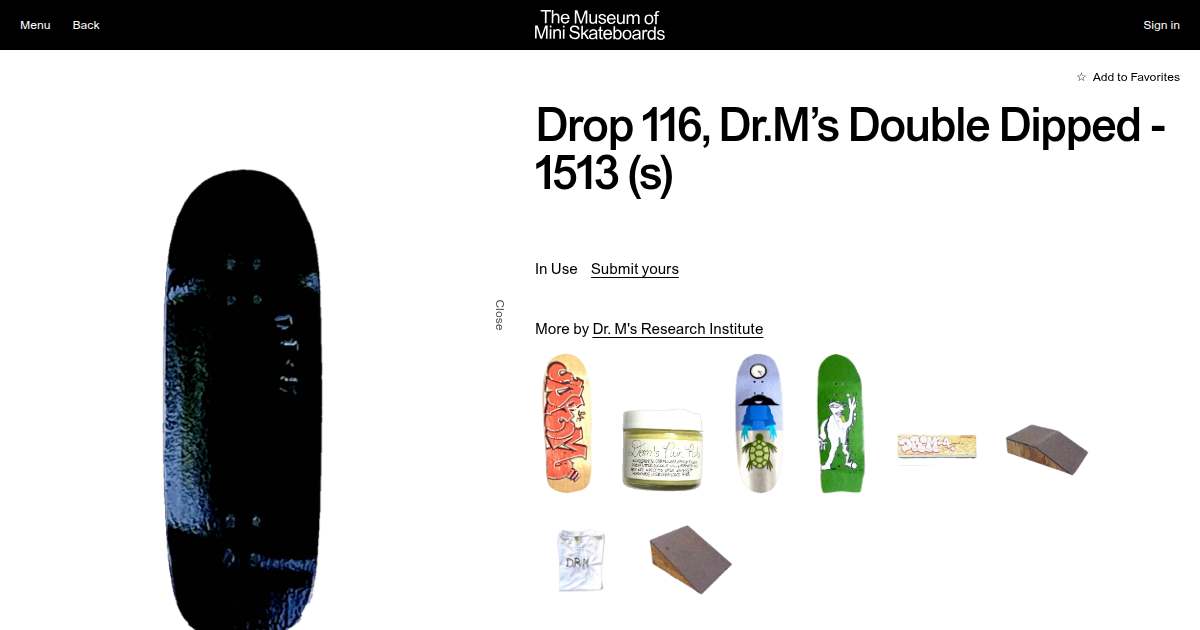 Menu
Back
The Museum of
Mini Skateboards
Sign in
☆ Add to Favorites
Drop 116, Dr.M’s Double Dipped -
1513 (s)
In Use
Submit yours
Close
More by Dr. M's Research Institute
DRM